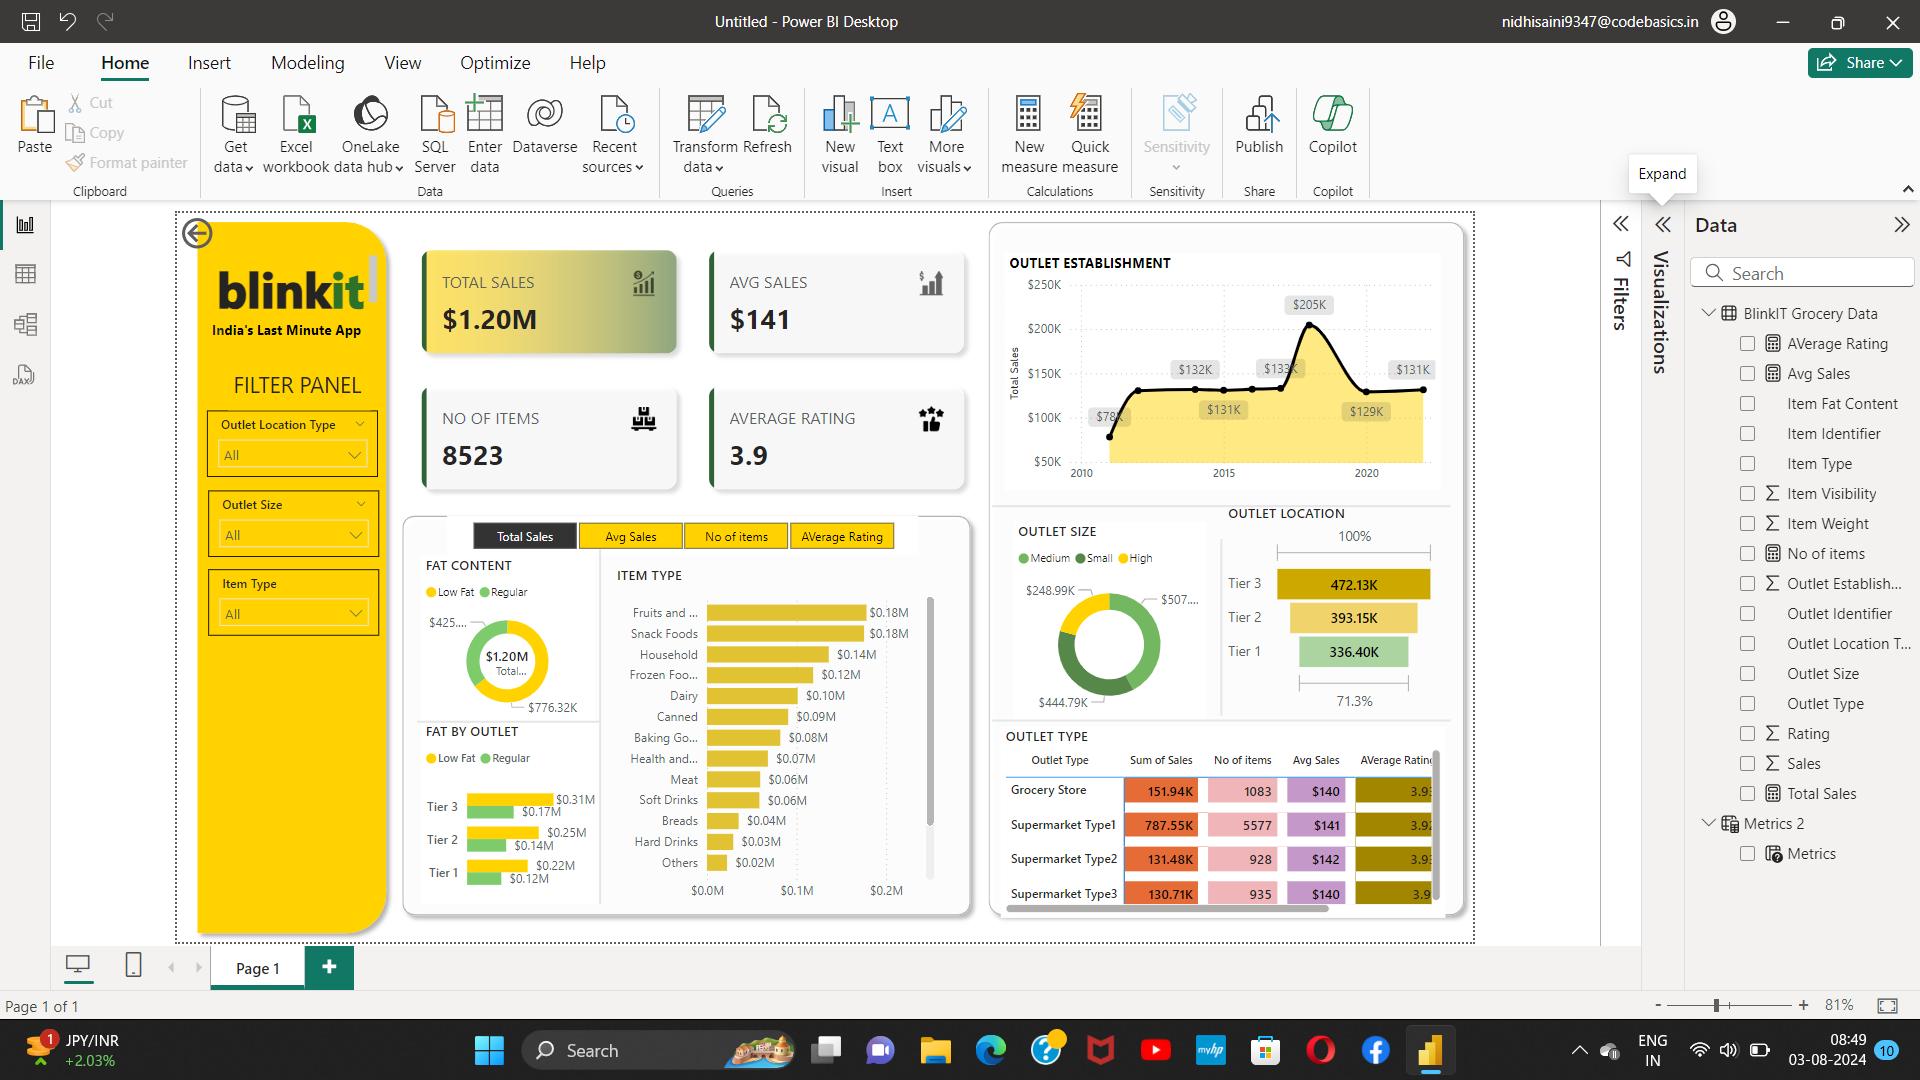 Untitled - Power BI Desktop
nidhisaini9347@codebasics.in
File Home Insert Modeling View Optimize Help
Share
Paste
Cut
Copy
Format painter
Clipboard
Get data
Excel workbook
OneLake data hub
SQL Server
Enter data
Dataverse
Recent sources
Data
Transform data
Refresh
Queries
New visual
Text box
More visuals
Insert
New measure
Quick measure
Calculations
Sensitivity
Sensitivity
Publish
Share
Copilot
Copilot
Expand
blinkit
India's Last Minute App
FILTER PANEL
Outlet Location Type
All
Outlet Size
All
Item Type
All
TOTAL SALES
$1.20M
AVG SALES
$141
NO OF ITEMS
8523
AVERAGE RATING
3.9
Total Sales
Avg Sales
No of items
AVerage Rating
FAT CONTENT
Low Fat Regular
$425....
$1.20M
Total...
$776.32K
FAT BY OUTLET
Low Fat Regular
Tier 3 $0.31M
$0.17M
Tier 2 $0.25M
$0.14M
Tier 1 $0.22M
$0.12M
ITEM TYPE
Fruits and ... $0.18M
Snack Foods $0.18M
Household $0.14M
Frozen Foo... $0.12M
Dairy $0.10M
Canned $0.09M
Baking Go... $0.08M
Health and... $0.07M
Meat $0.06M
Soft Drinks $0.06M
Breads $0.04M
Hard Drinks $0.03M
Others $0.02M
$0.0M $0.1M $0.2M
OUTLET ESTABLISHMENT
Total Sales
$250K
$200K
$150K
$100K
$50K
2010 2015 2020
$78K
$132K
$131K
$133K
$205K
$129K
$131K
OUTLET SIZE
Medium Small High
$248.99K
$507....
$444.79K
OUTLET LOCATION
100%
Tier 3 472.13K
Tier 2 393.15K
Tier 1 336.40K
71.3%
OUTLET TYPE
Outlet Type Sum of Sales No of items Avg Sales AVerage Rating
Grocery Store 151.94K 1083 $140 3.93
Supermarket Type1 787.55K 5577 $141 3.92
Supermarket Type2 131.48K 928 $142 3.93
Supermarket Type3 130.71K 935 $140 3.9
Filters
Visualizations
Data
Search
BlinkIT Grocery Data
AVerage Rating
Avg Sales
Item Fat Content
Item Identifier
Item Type
Item Visibility
Item Weight
No of items
Outlet Establish...
Outlet Identifier
Outlet Location T...
Outlet Size
Outlet Type
Rating
Sales
Total Sales
Metrics 2
Metrics
Page 1
Page 1 of 1
- + 81%
1
JPY/INR
+2.03%
Search
myhp
ENG
IN
08:49
03-08-2024
10